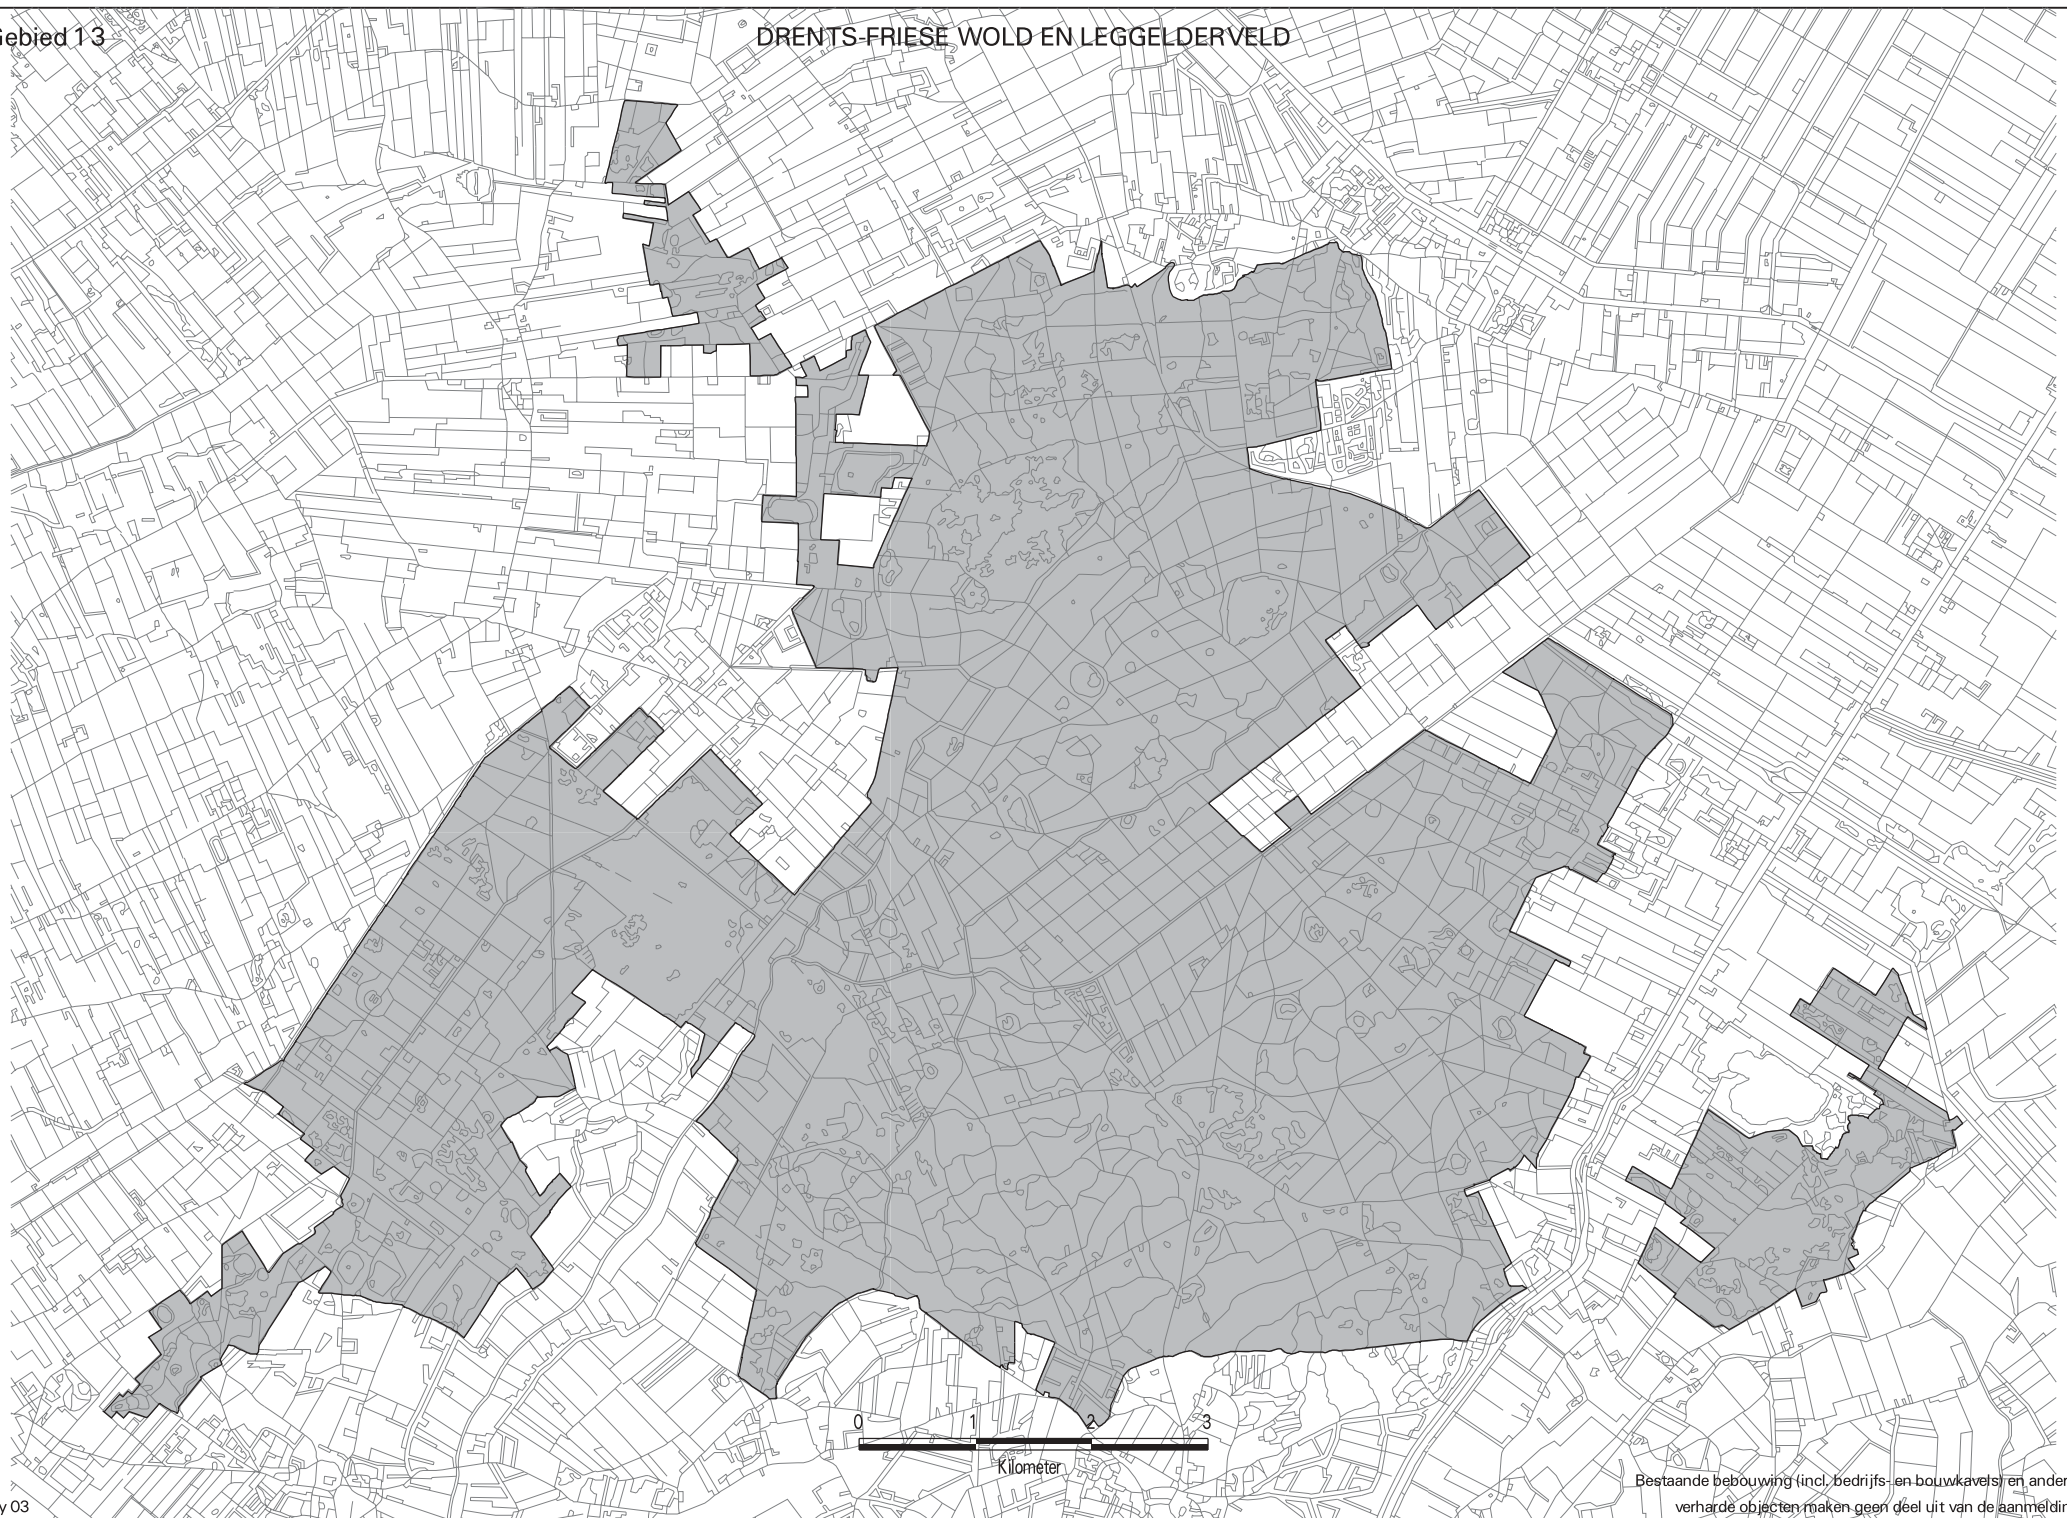 Gebied 13
DRENTS-FRIESE WOLD EN LEGGELDERVELD
0 1 2 3
Kilometer
Bestaande bebouwing (incl. bedrijfs- en bouwkavels) en ander
verharde objecten maken geen deel uit van de aanmeldin
y 03